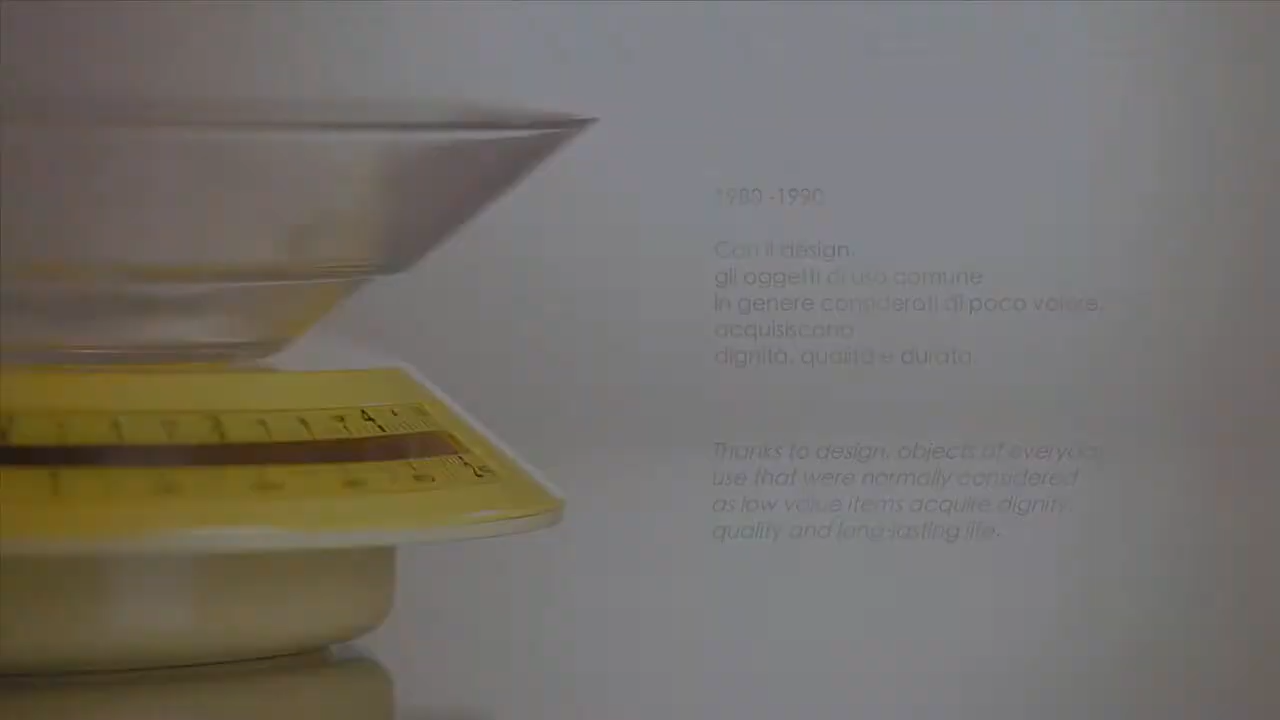 1980 -1990
Con il design,
gli oggetti di uso comune
in genere considerati di poco valore,
acquisiscono
dignità, qualità e durata.
Thanks to design, objects of everyday
use that were normally considered
as low value items acquire dignity,
quality and long-lasting life.
4